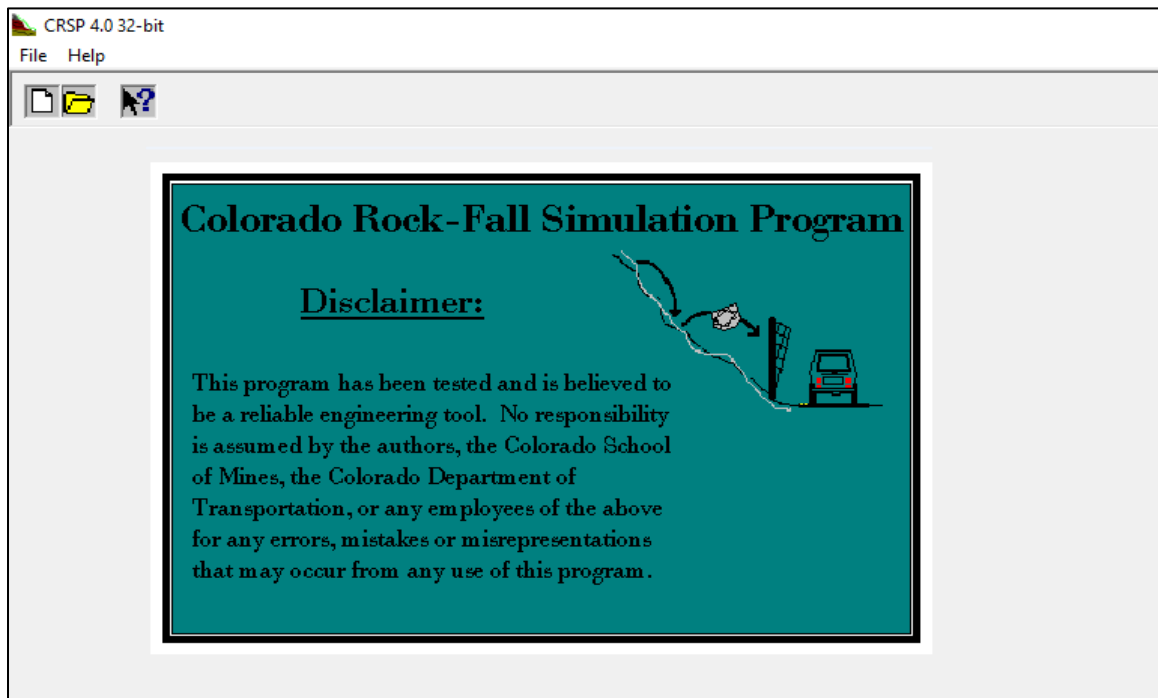 CRSP 4.0 32-bit
File Help
?
Colorado Rock-Fall Simulation Program
Disclaimer:
This program has been tested and is believed to
be a reliable engineering tool. No responsibility
is assumed by the authors, the Colorado School
of Mines, the Colorado Department of
Transportation, or any employees of the above
for any errors, mistakes or misrepresentations
that may occur from any use of this program.